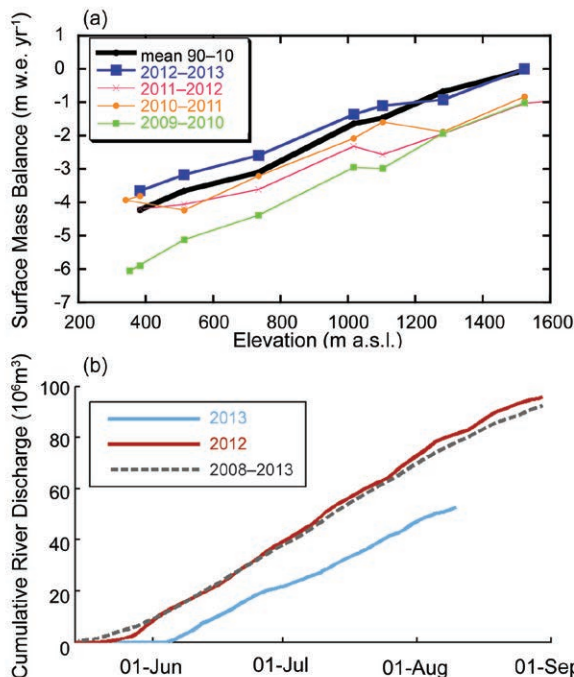 (a)
Surface Mass Balance (m w.e. yr⁻¹)
1
0
-1
-2
-3
-4
-5
-6
-7
mean 90–10
2012–2013
2011–2012
2010–2011
2009–2010
200 400 600 800 1000 1200 1400 1600
Elevation (m a.s.l.)
(b)
Cumulative River Discharge (10⁶m³)
100
80
60
40
20
0
2013
2012
2008–2013
01-Jun 01-Jul 01-Aug 01-Sep